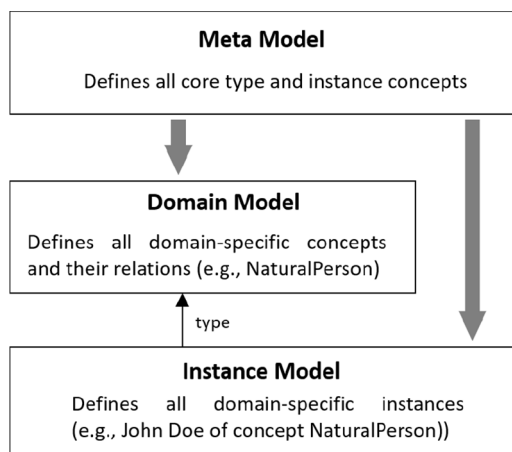 Meta Model
Defines all core type and instance concepts
Domain Model
Defines all domain-specific concepts
and their relations (e.g., NaturalPerson)
type
Instance Model
Defines all domain-specific instances
(e.g., John Doe of concept NaturalPerson))